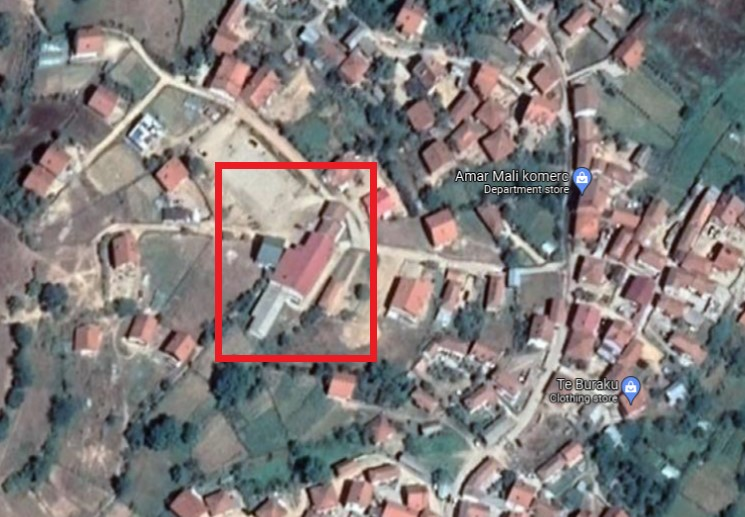 Amar Mali komerc
Department store
Te Buraku
Clothing store